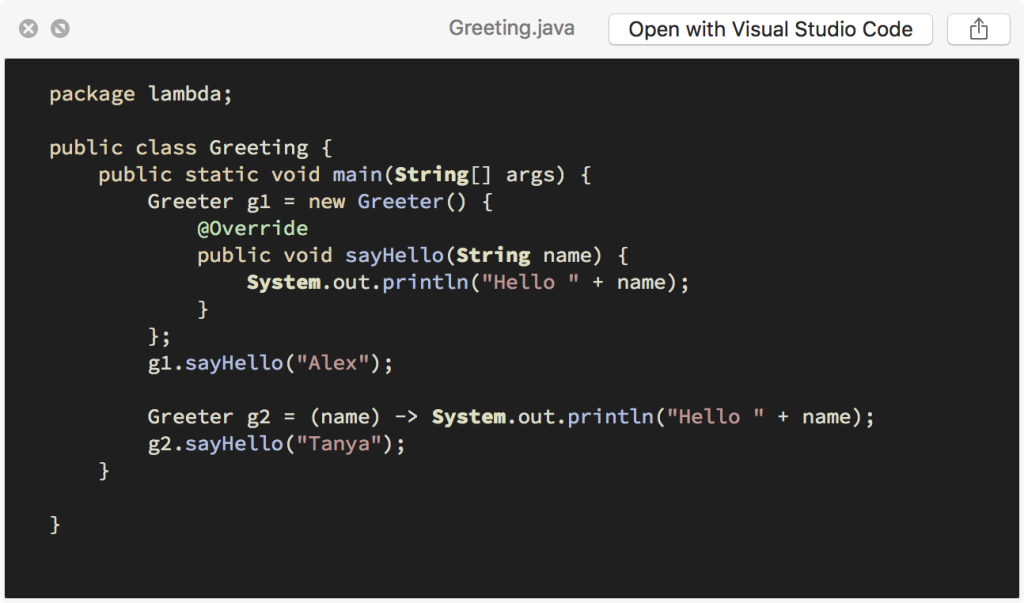 Greeting.java
Open with Visual Studio Code
package lambda;
public class Greeting {
    public static void main(String[] args) {
        Greeter g1 = new Greeter() {
            @Override
            public void sayHello(String name) {
                System.out.println("Hello " + name);
            }
        };
        g1.sayHello("Alex");

        Greeter g2 = (name) -> System.out.println("Hello " + name);
        g2.sayHello("Tanya");
    }

}